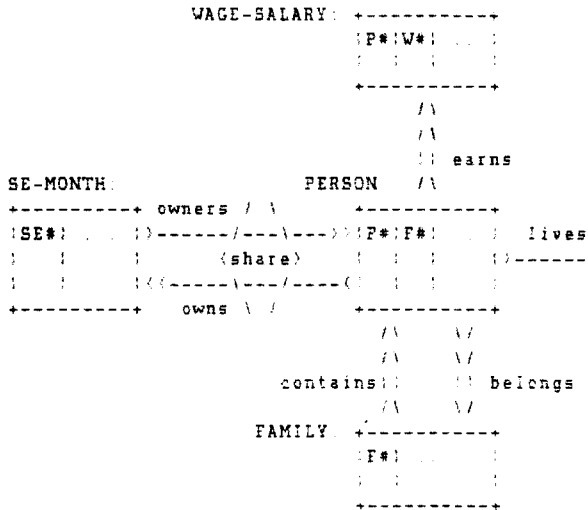 WAGE-SALARY:
P# W# ...
earns
SE-MONTH: PERSON
owners
SE# ... P# F# ... lives
share
owns
contains belongs
FAMILY:
F# ...